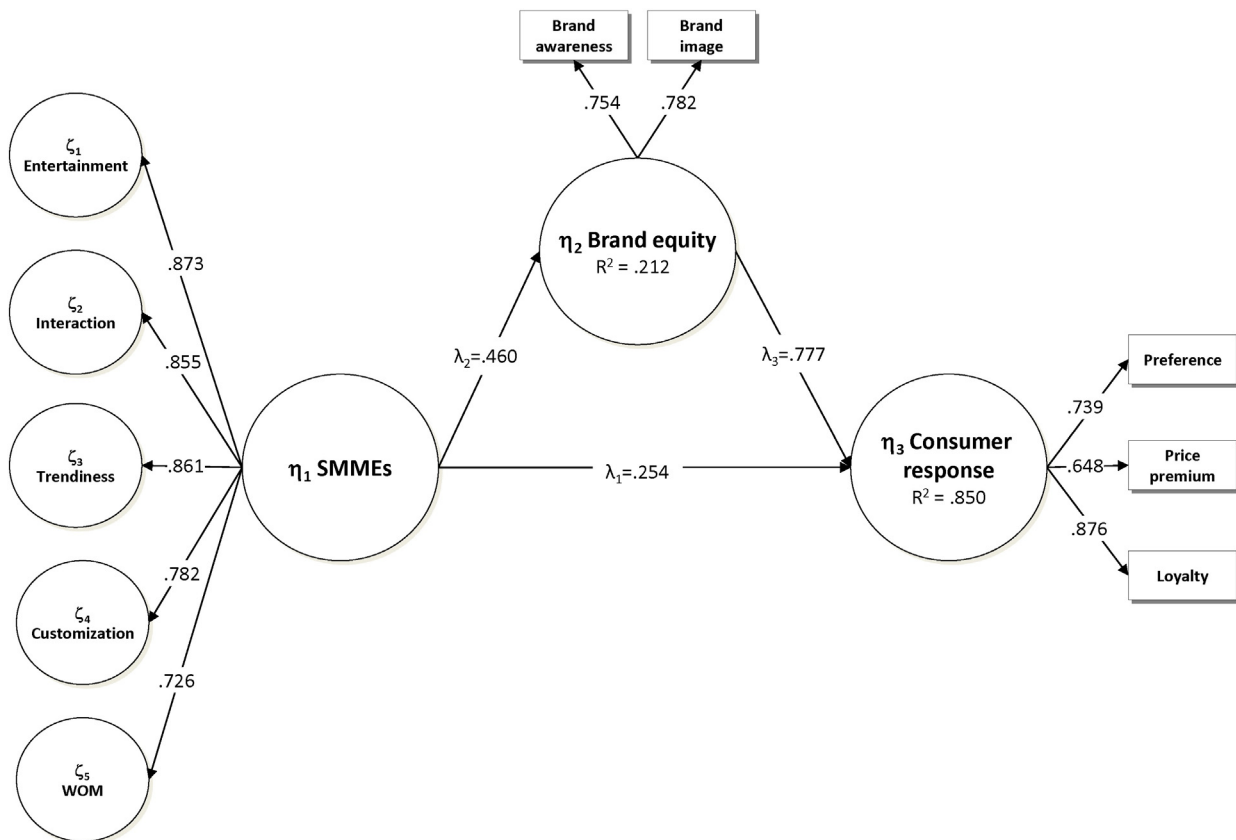 Brand
awareness
Brand
image
.754
.782
ζ1
Entertainment
.873
ζ2
Interaction
.855
ζ3
Trendiness
.861
ζ4
Customization
.782
ζ5
WOM
.726
η1 SMMEs
η2 Brand equity
R² = .212
λ2=.460
λ3=.777
λ1=.254
η3 Consumer
response
R² = .850
.739
.648
.876
Preference
Price
premium
Loyalty